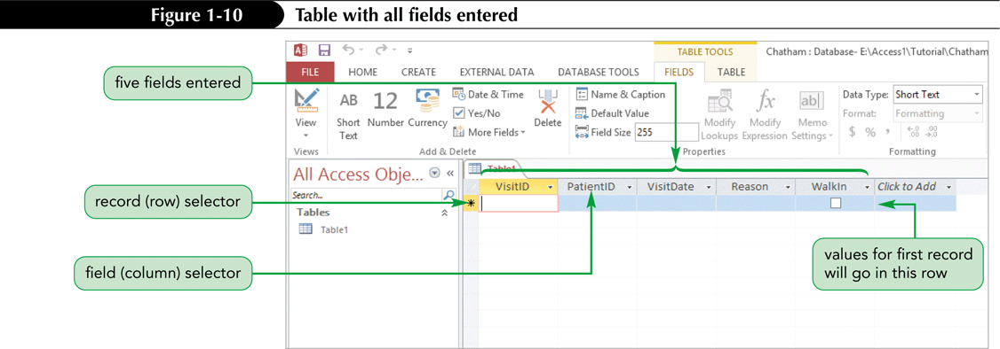 Figure 1-10 Table with all fields entered
TABLE TOOLS
Chatham : Database- E:\Access1\Tutorial\Chatham
FILE HOME CREATE EXTERNAL DATA DATABASE TOOLS FIELDS TABLE
five fields entered
AB 12 Date & Time Name & Caption fx ab| Data Type: Short Text
Yes/No Default Value Format: Formatting
View Short Number Currency Delete Modify Modify Memo
Text More Fields Field Size 255 Lookups Expression Settings $ % , .00 .00
Views Add & Delete Properties Formatting
All Access Obje... « Table1
Search...
VisitID PatientID VisitDate Reason WalkIn Click to Add
record (row) selector
Tables
Table1
field (column) selector
values for first record
will go in this row